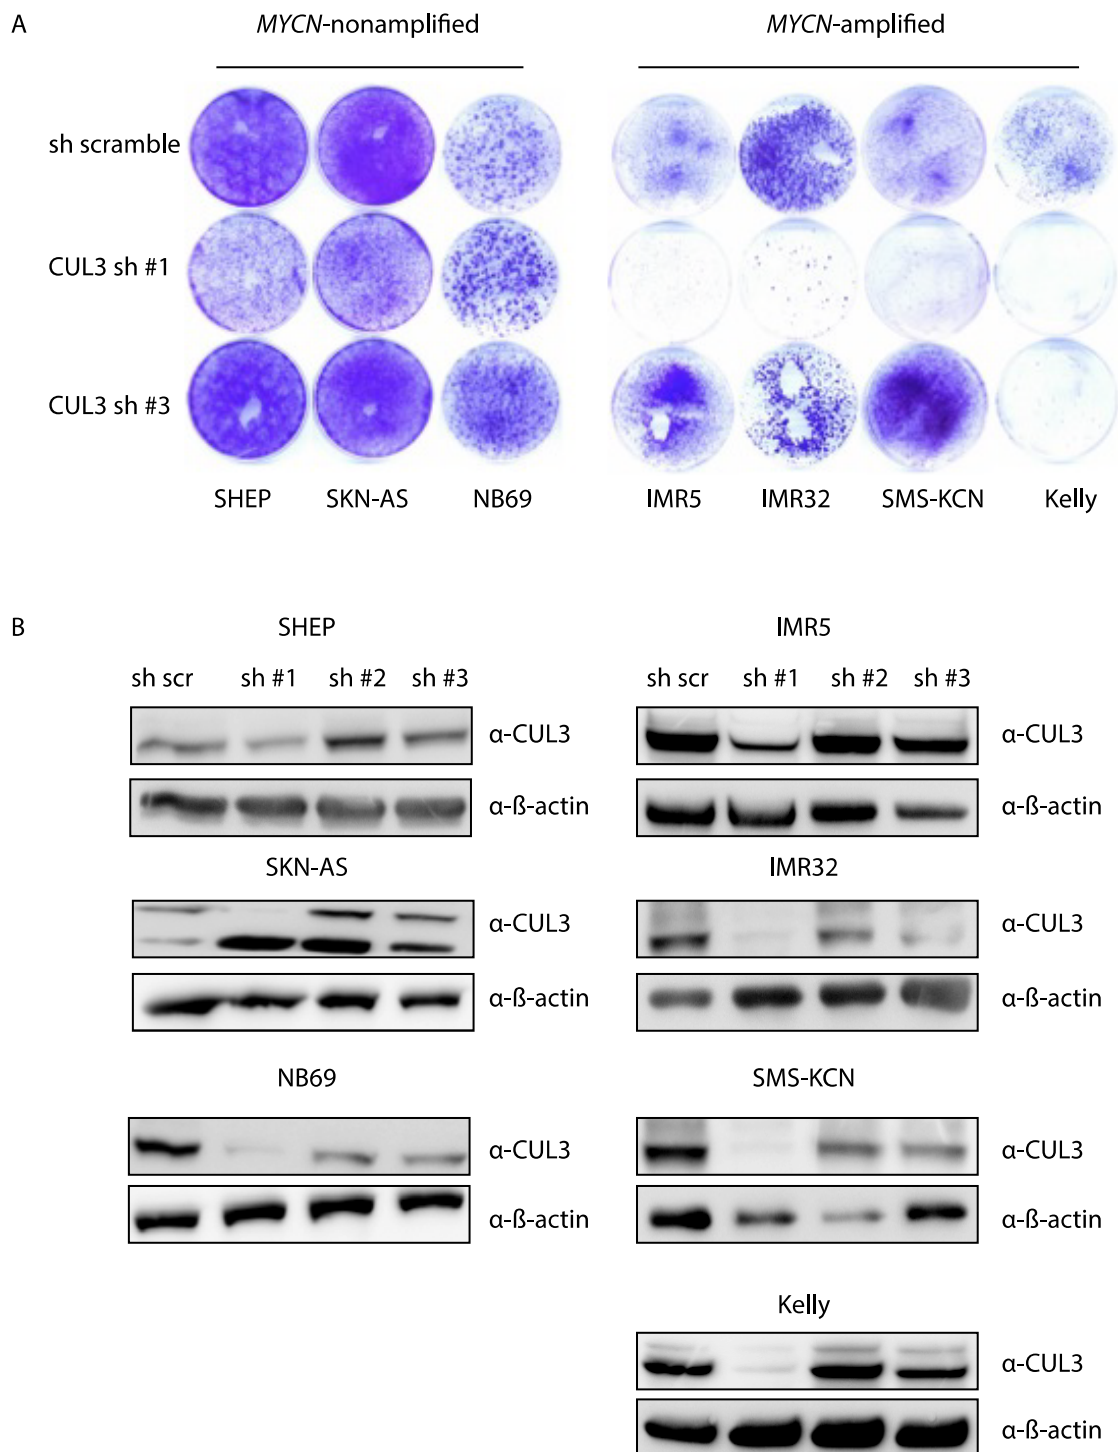 A
MYCN-nonamplified
MYCN-amplified
sh scramble
CUL3 sh #1
CUL3 sh #3
SHEP
SKN-AS
NB69
IMR5
IMR32
SMS-KCN
Kelly
B
SHEP
sh scr sh #1 sh #2 sh #3
α-CUL3
α-ß-actin
SKN-AS
α-CUL3
α-ß-actin
NB69
α-CUL3
α-ß-actin
IMR5
sh scr sh #1 sh #2 sh #3
α-CUL3
α-ß-actin
IMR32
α-CUL3
α-ß-actin
SMS-KCN
α-CUL3
α-ß-actin
Kelly
α-CUL3
α-ß-actin